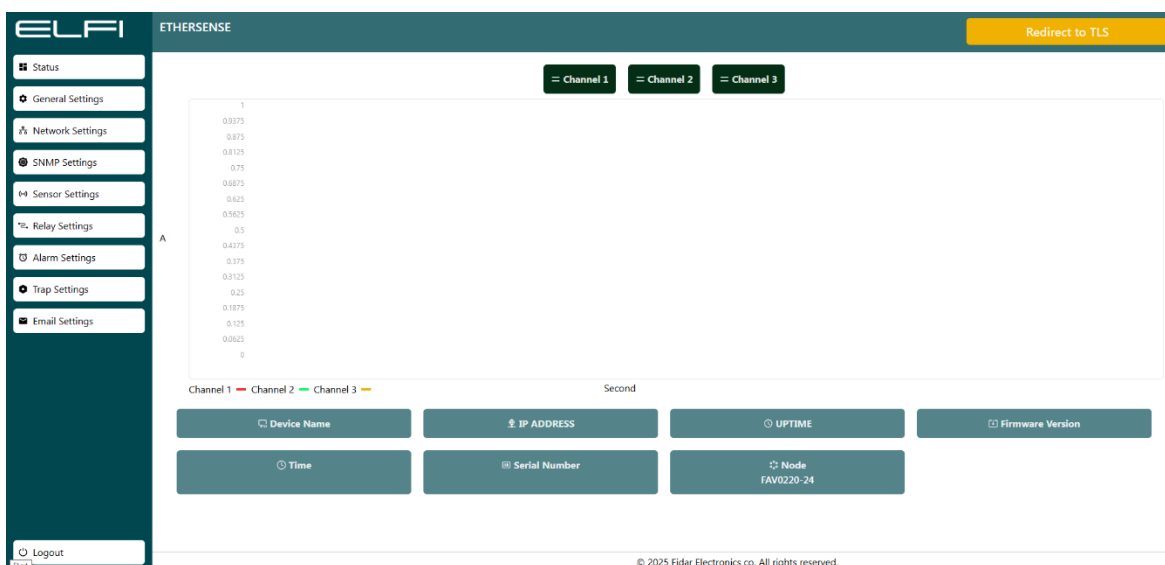 ELFI
ETHERSENSE
Redirect to TLS
Status
General Settings
Network Settings
SNMP Settings
Sensor Settings
Relay Settings
Alarm Settings
Trap Settings
Email Settings
Logout
Channel 1
Channel 2
Channel 3
1
0.9375
0.875
0.8125
0.75
0.6875
0.625
0.5625
0.5
0.4375
0.375
0.3125
0.25
0.1875
0.125
0.0625
0
A
Channel 1 Channel 2 Channel 3
Second
Device Name
IP ADDRESS
UPTIME
Firmware Version
Time
Serial Number
Node
FAV0220-24
© 2025 Fidar Electronics co. All rights reserved.